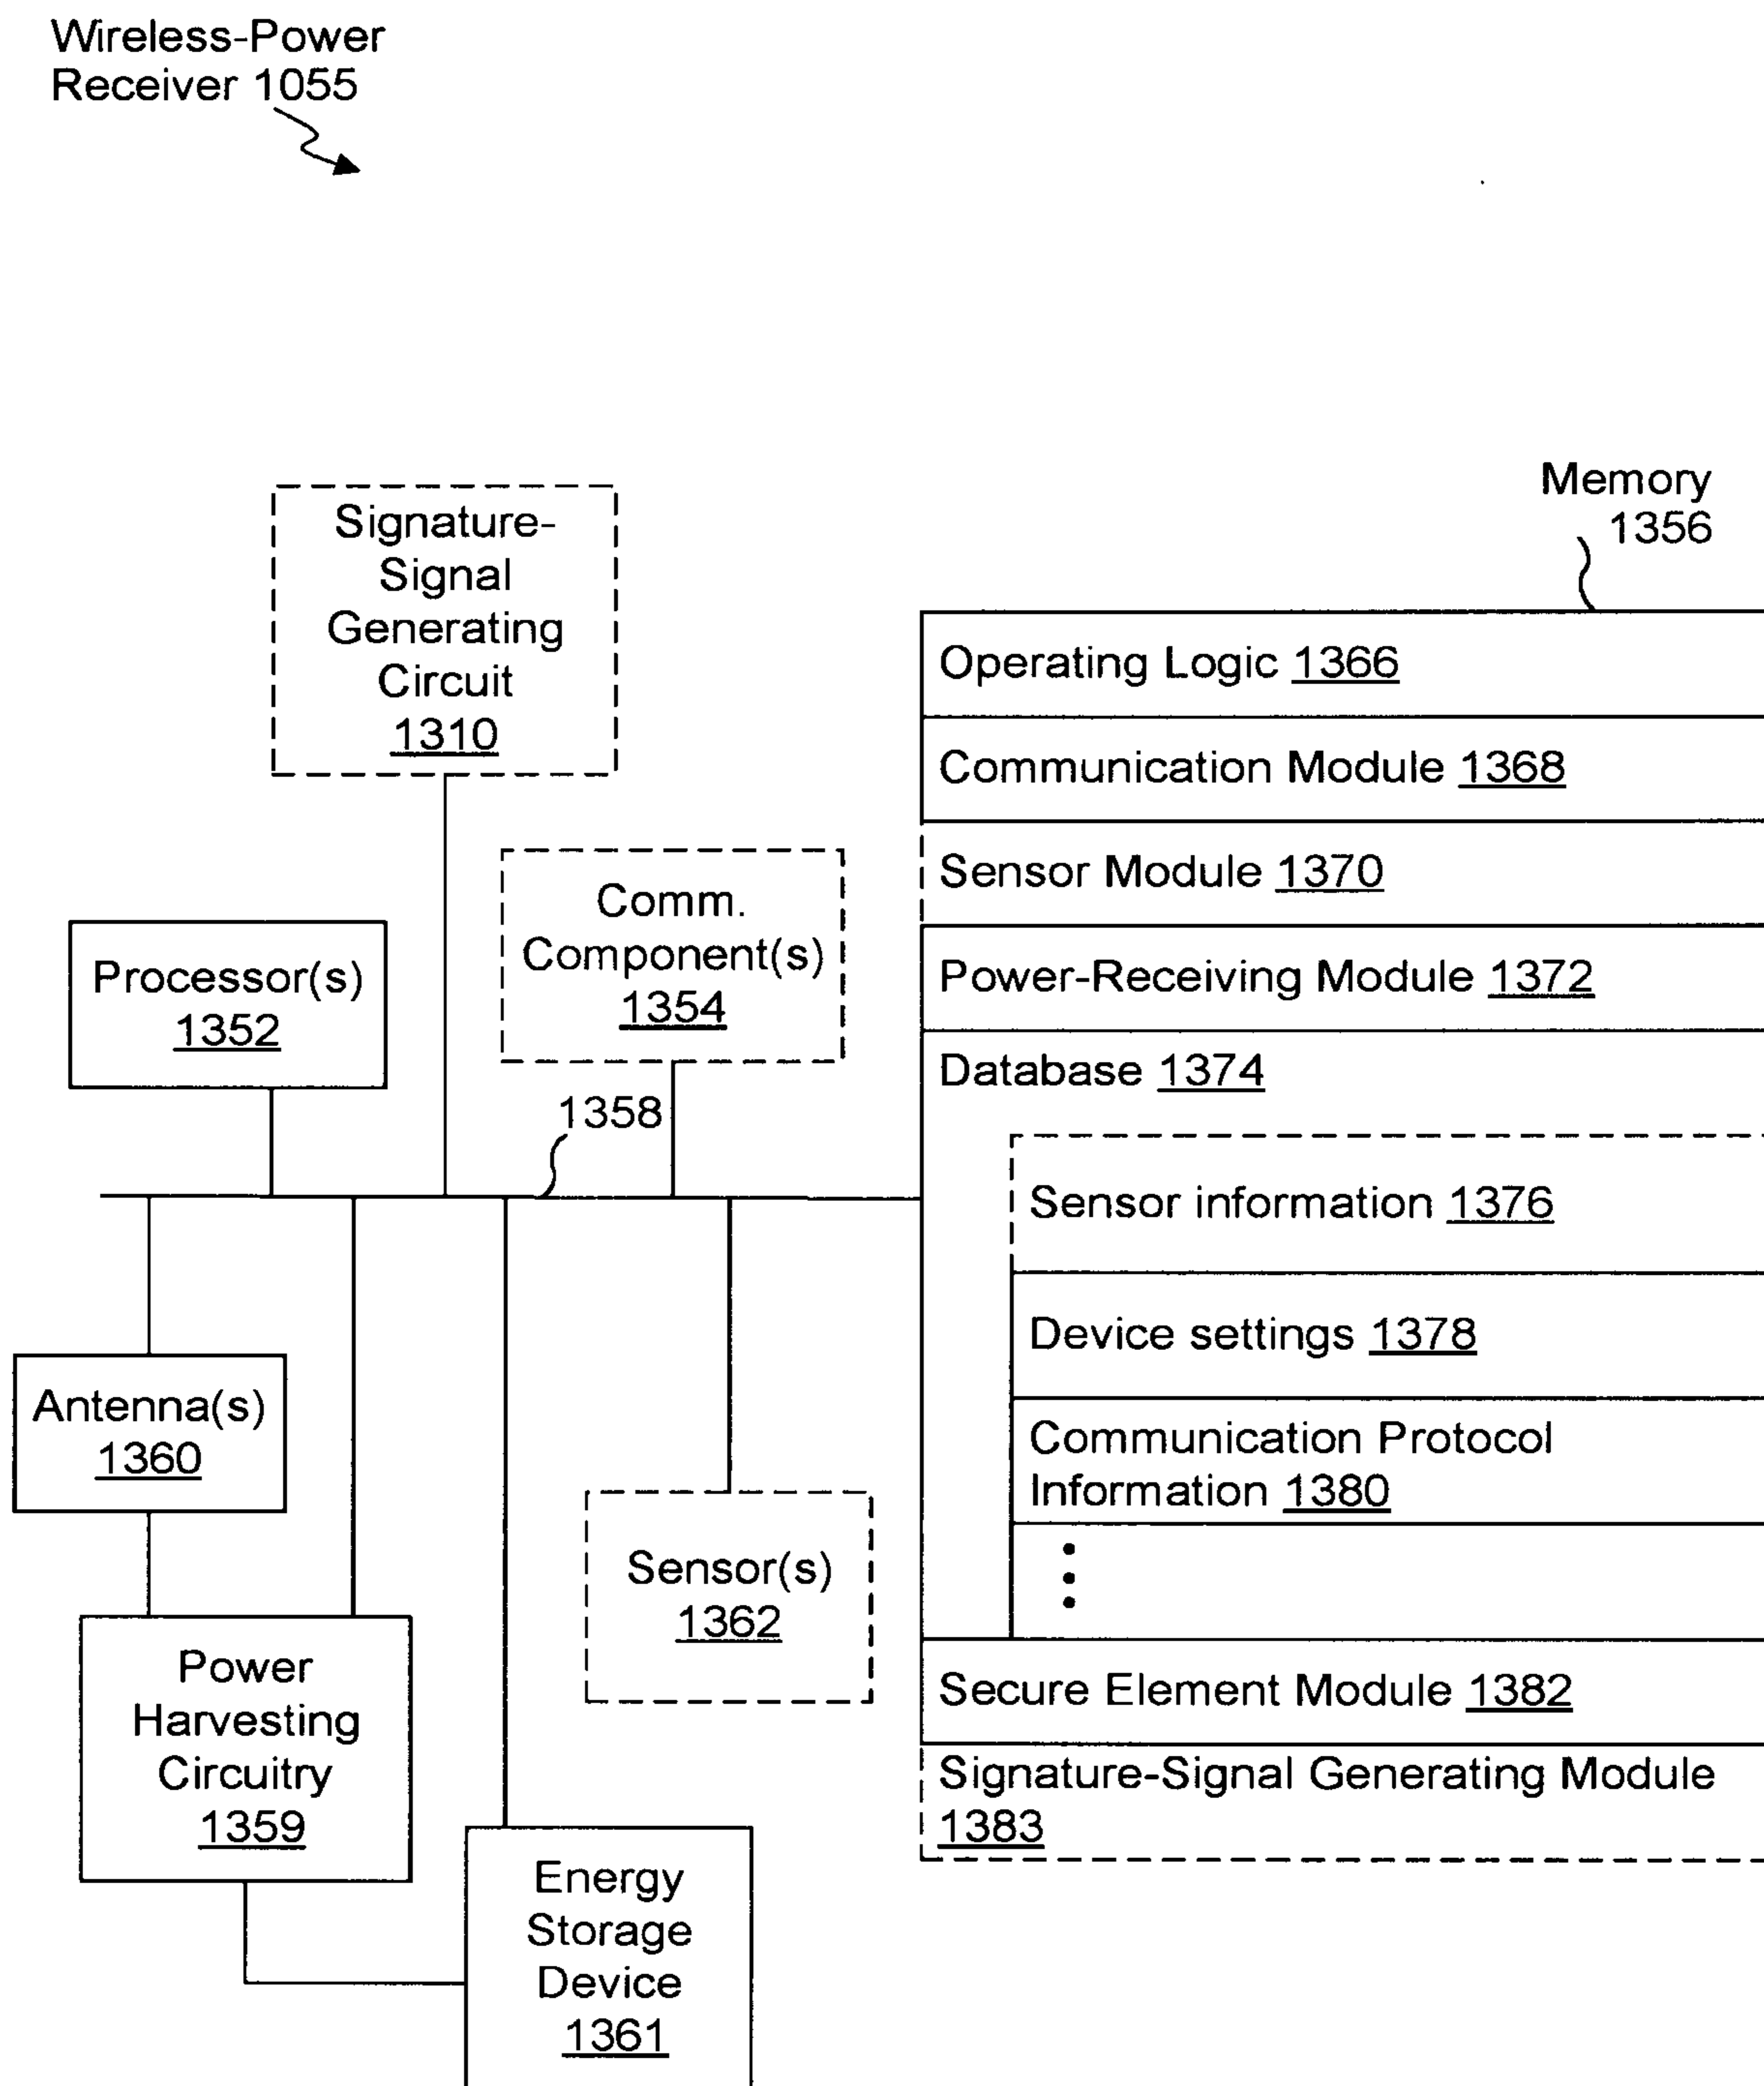 Wireless-Power
Receiver 1055
Signature-
Signal
Generating
Circuit
1310
Comm.
Component(s)
1354
Processor(s)
1352
1358
Antenna(s)
1360
Power
Harvesting
Circuitry
1359
Energy
Storage
Device
1361
Sensor(s)
1362
Memory
1356
Operating Logic 1366
Communication Module 1368
Sensor Module 1370
Power-Receiving Module 1372
Database 1374
Sensor information 1376
Device settings 1378
Communication Protocol
Information 1380
Secure Element Module 1382
Signature-Signal Generating Module
1383